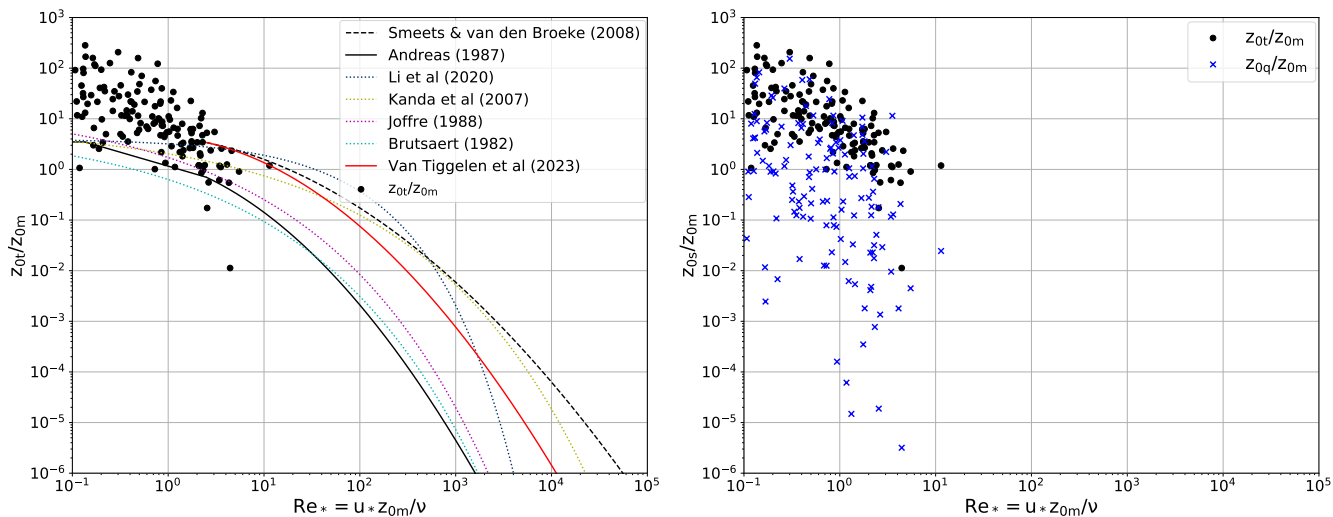 10³
10²
10¹
10⁰
10⁻¹
10⁻²
10⁻³
10⁻⁴
10⁻⁵
10⁻⁶
z₀ₜ/z₀ₘ
Smeets & van den Broeke (2008)
Andreas (1987)
Li et al (2020)
Kanda et al (2007)
Joffre (1988)
Brutsaert (1982)
Van Tiggelen et al (2023)
z₀ₜ/z₀ₘ
10⁻¹ 10⁰ 10¹ 10² 10³ 10⁴ 10⁵
Re∗ = u∗z₀ₘ/ν
10³
10²
10¹
10⁰
10⁻¹
10⁻²
10⁻³
10⁻⁴
10⁻⁵
10⁻⁶
z₀ₛ/z₀ₘ
z₀ₜ/z₀ₘ
z₀q/z₀ₘ
10⁻¹ 10⁰ 10¹ 10² 10³ 10⁴ 10⁵
Re∗ = u∗z₀ₘ/ν